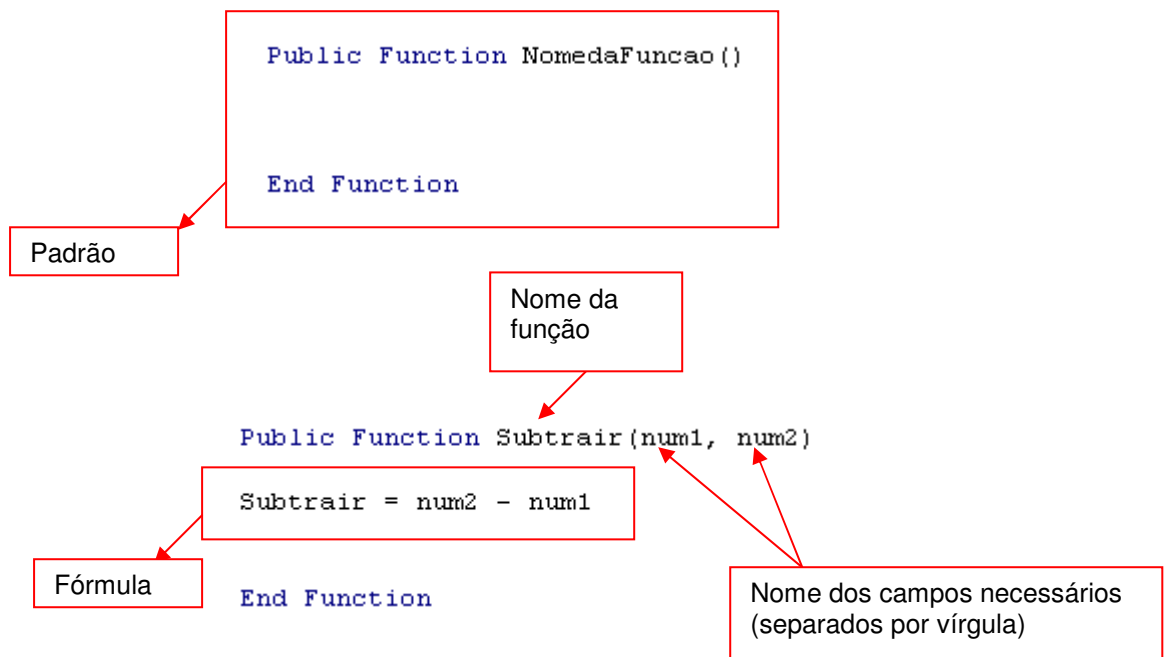 Public Function NomedaFuncao()
End Function
Padrão
Nome da
função
Public Function Subtrair(num1, num2)
Subtrair = num2 - num1
Fórmula
End Function
Nome dos campos necessários
(separados por vírgula)